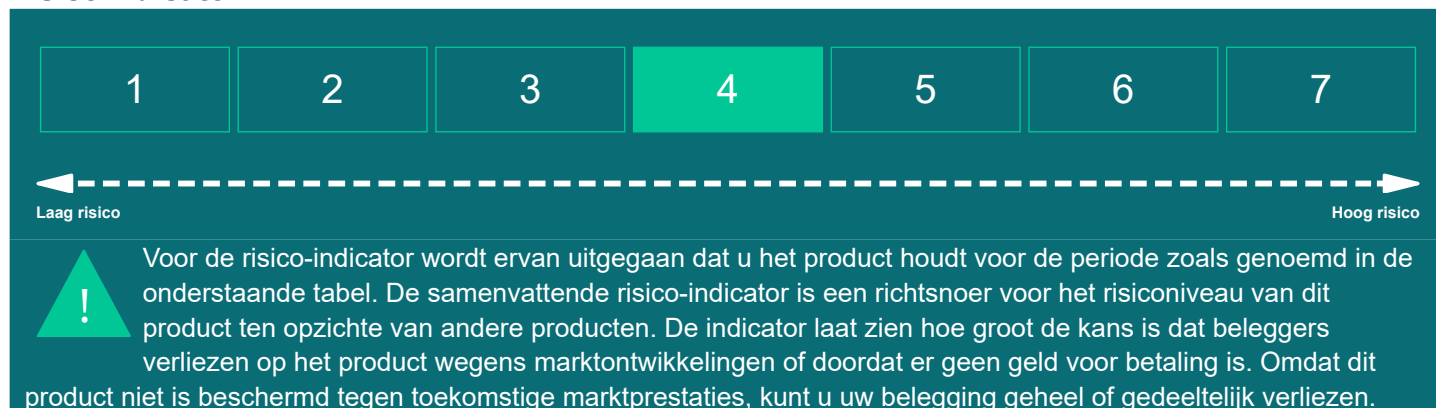 1 2 3 4 5 6 7
Laag risico Hoog risico
Voor de risico-indicator wordt ervan uitgegaan dat u het product houdt voor de periode zoals genoemd in de
! onderstaande tabel. De samenvattende risico-indicator is een richtsnoer voor het risiconiveau van dit
product ten opzichte van andere producten. De indicator laat zien hoe groot de kans is dat beleggers
verliezen op het product wegens marktontwikkelingen of doordat er geen geld voor betaling is. Omdat dit
product niet is beschermd tegen toekomstige marktprestaties, kunt u uw belegging geheel of gedeeltelijk verliezen.